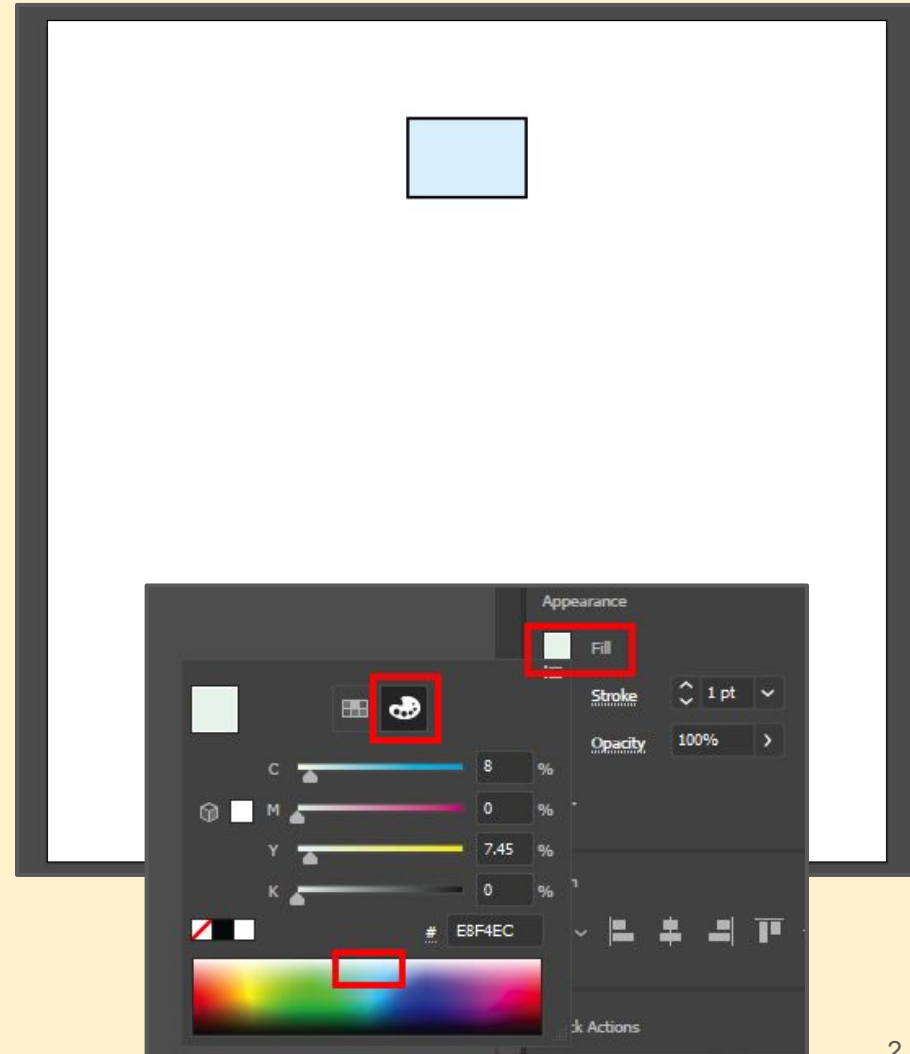 Appearance
Fill
Stroke 1 pt
Opacity 100%
C 8 %
M 0 %
Y 7.45 %
K 0 %
# E8F4EC
k Actions
2